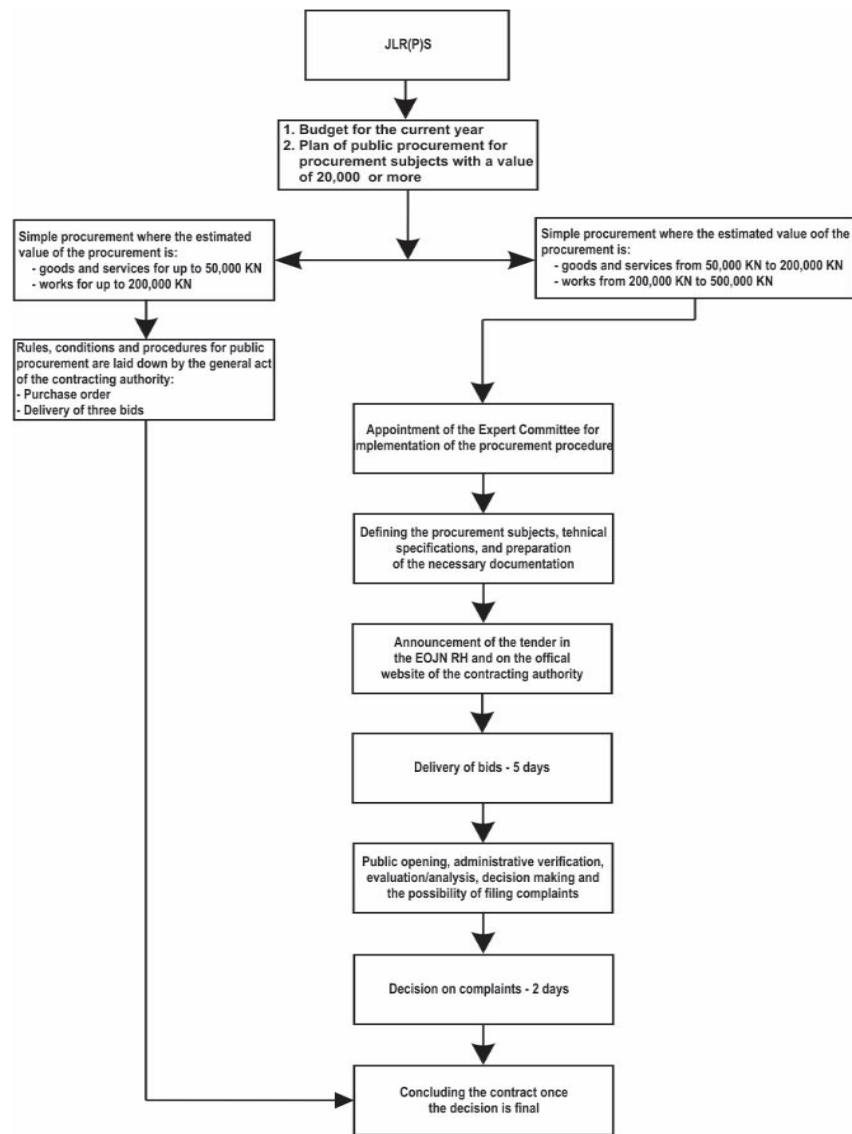 JLR(P)S
1. Budget for the current year
2. Plan of public procurement for
procurement subjects with a value
of 20,000 or more
Simple procurement where the estimated
value of the procurement is:
- goods and services for up to 50,000 KN
- works for up to 200,000 KN
Simple procurement where the estimated value oof the
procurement is:
- goods and services from 50,000 KN to 200,000 KN
- works from 200,000 KN to 500,000 KN
Rules, conditions and procedures for public
procurement are laid down by the general act
of the contracting authority:
- Purchase order
- Delivery of three bids
Appointment of the Expert Committee for
implementation of the procurement procedure
Defining the procurement subjects, tehnical
specifications, and preparation
of the necessary documentation
Announcement of the tender in
the EOJN RH and on the offical
website of the contracting authority
Delivery of bids - 5 days
Public opening, administrative verification,
evaluation/analysis, decision making and
the possibility of filing complaints
Decision on complaints - 2 days
Concluding the contract once
the decision is final